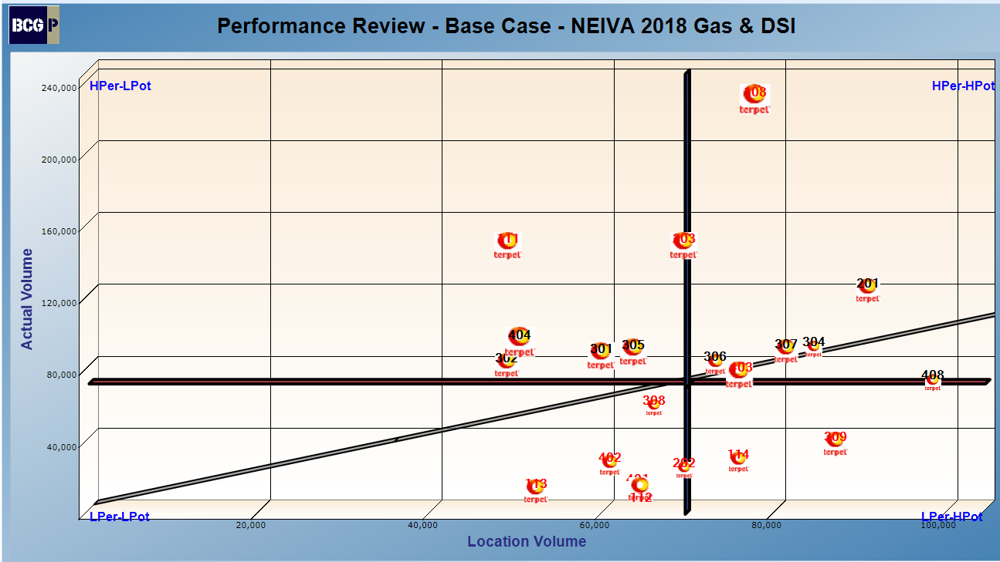 BCG P
Performance Review - Base Case - NEIVA 2018 Gas & DSI
HPer-LPot
HPer-HPot
240,000
200,000
160,000
120,000
80,000
40,000
Actual Volume
terpel
111
terpel
203
terpel
201
terpel
404
terpel
302
terpel
301
terpel
305
terpel
306
terpel
307
terpel
304
terpel
terpel
408
terpel
308
terpel
309
terpel
402
terpel
202
terpel
114
terpel
113
terpel
terpel
112
LPer-LPot
LPer-HPot
20,000
40,000
60,000
80,000
100,000
Location Volume